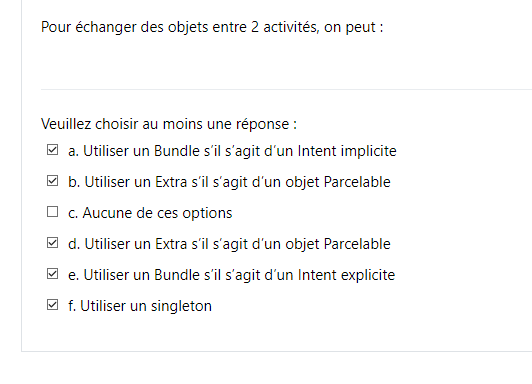 Pour échanger des objets entre 2 activités, on peut :
Veuillez choisir au moins une réponse :
a. Utiliser un Bundle s'il s'agit d'un Intent implicite
b. Utiliser un Extra s'il s'agit d'un objet Parcelable
c. Aucune de ces options
d. Utiliser un Extra s'il s'agit d'un objet Parcelable
e. Utiliser un Bundle s'il s'agit d'un Intent explicite
f. Utiliser un singleton